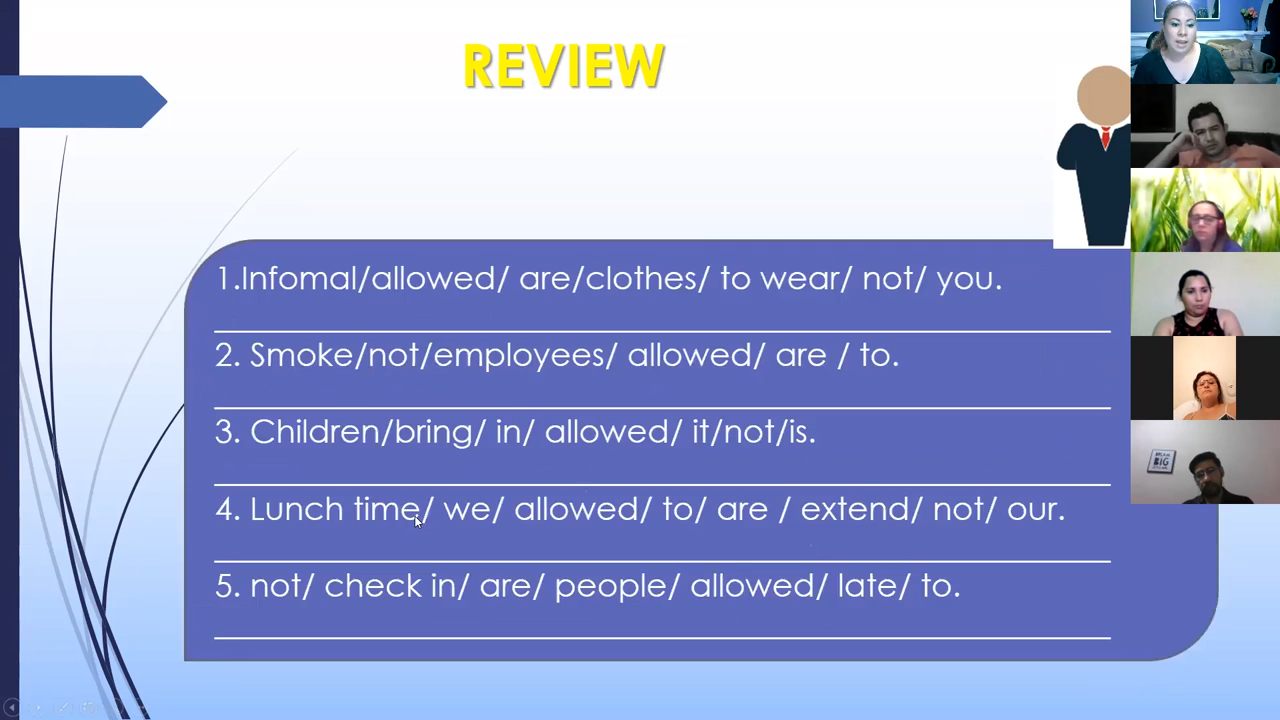 REVIEW
1.Infomal/allowed/ are/clothes/ to wear/ not/ you.
2. Smoke/not/employees/ allowed/ are / to.
3. Children/bring/ in/ allowed/ it/not/is.
4. Lunch time/ we/ allowed/ to/ are / extend/ not/ our.
5. not/ check in/ are/ people/ allowed/ late/ to.
BIG